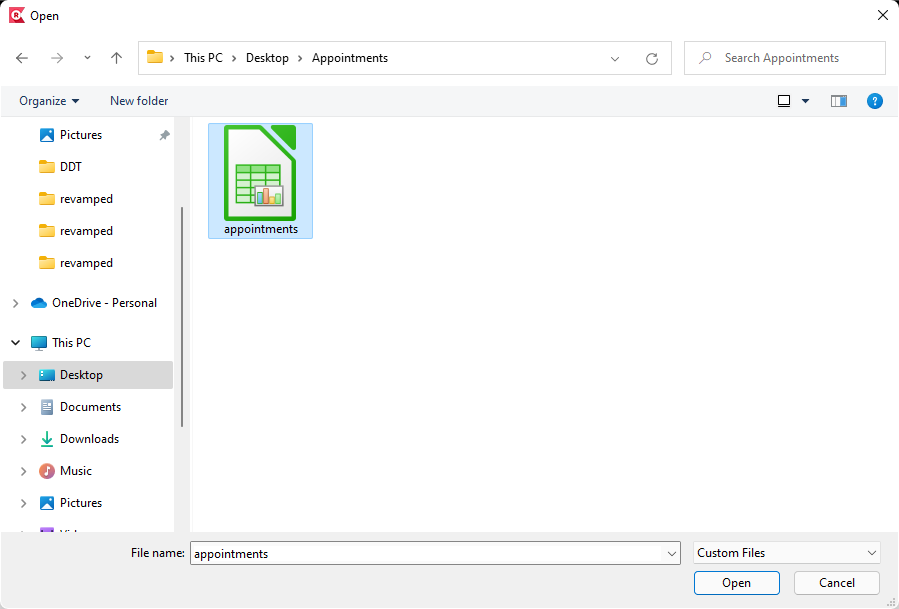 Open
This PC Desktop Appointments
Search Appointments
Organize New folder
?
Pictures
DDT
revamped
revamped
revamped
OneDrive - Personal
This PC
Desktop
Documents
Downloads
Music
Pictures
appointments
File name: appointments Custom Files
Open Cancel